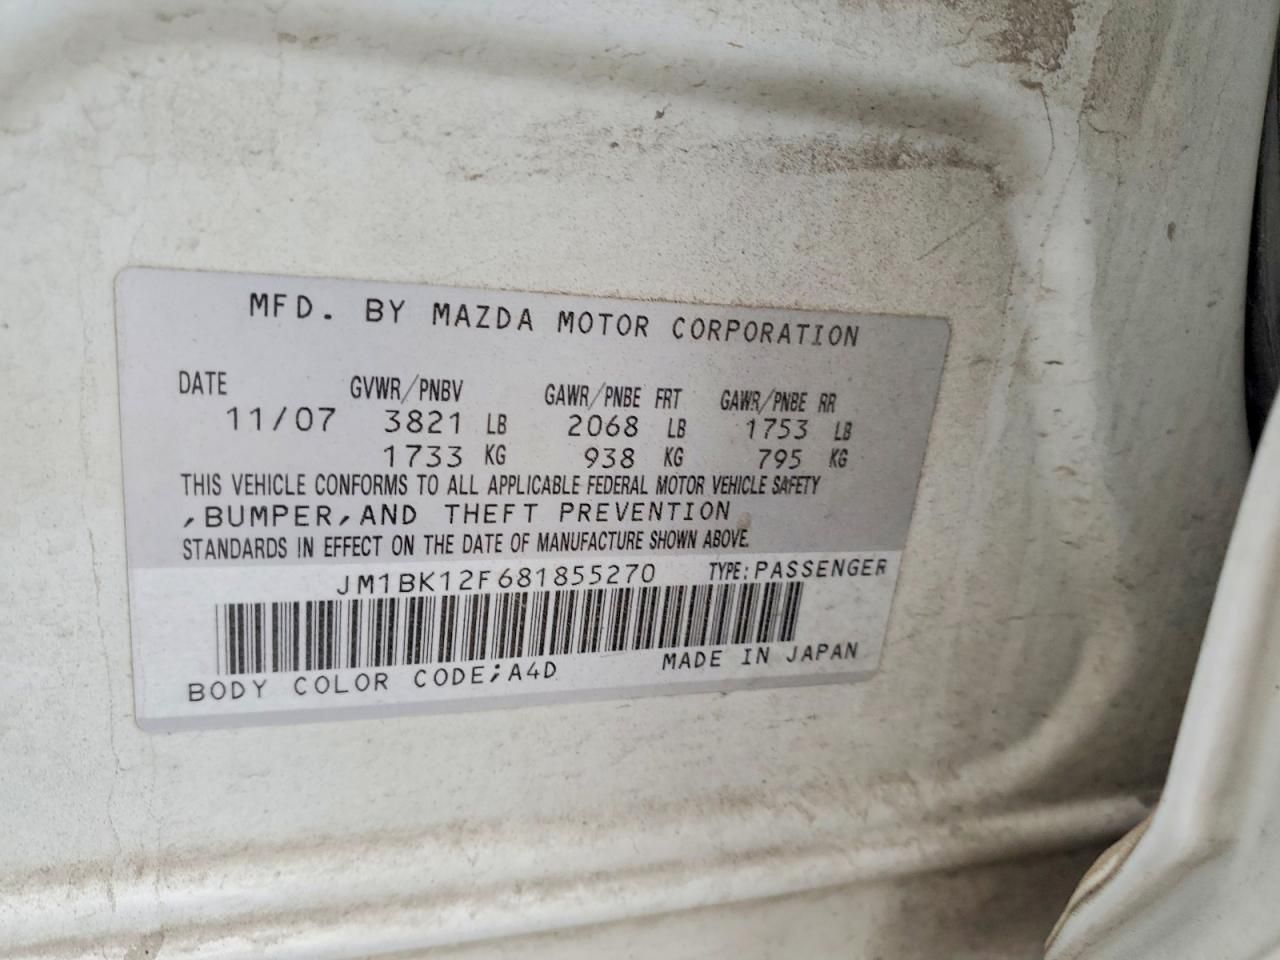 MFD. BY MAZDA MOTOR CORPORATION
DATE GVWR/PNBV GAWR/PNBE FRT GAWR/PNBE RR
11/07 3821 LB 2068 LB 1753 LB
1733 KG 938 KG 795 KG
THIS VEHICLE CONFORMS TO ALL APPLICABLE FEDERAL MOTOR VEHICLE SAFETY
,BUMPER,AND THEFT PREVENTION
STANDARDS IN EFFECT ON THE DATE OF MANUFACTURE SHOWN ABOVE.
JM1BK12F681855270 TYPE:PASSENGER
BODY COLOR CODE;A4D MADE IN JAPAN